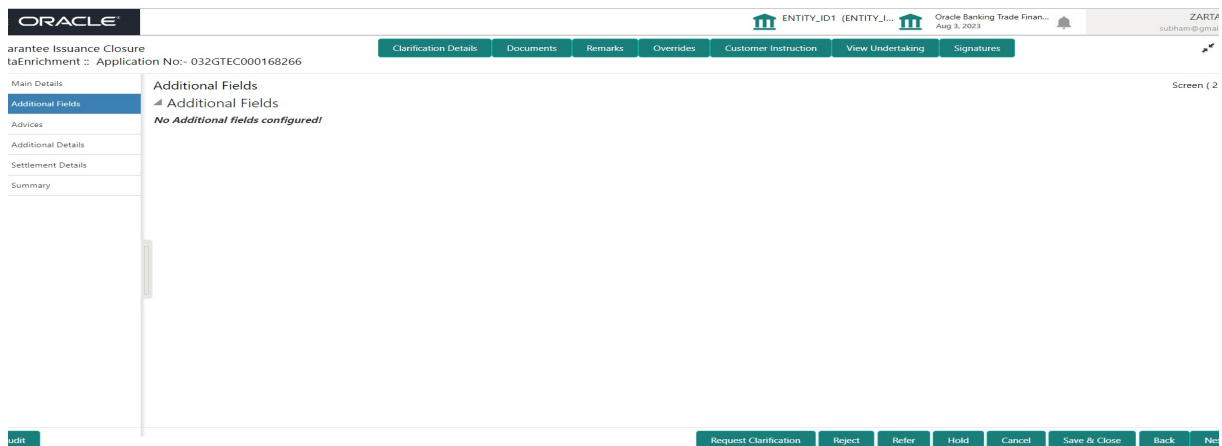 ORACLE®
ENTITY_ID1 (ENTITY_I...
Oracle Banking Trade Finan...
Aug 3, 2023
ZARTA
subham@gmai
arantee Issuance Closure
taEnrichment :: Application No:- 032GTEC000168266
Clarification Details
Documents
Remarks
Overrides
Customer Instruction
View Undertaking
Signatures
Main Details
Additional Fields
Advices
Additional Details
Settlement Details
Summary
Additional Fields
Screen ( 2
Additional Fields
No Additional fields configured!
udit
Request Clarification
Reject
Refer
Hold
Cancel
Save & Close
Back
Ne